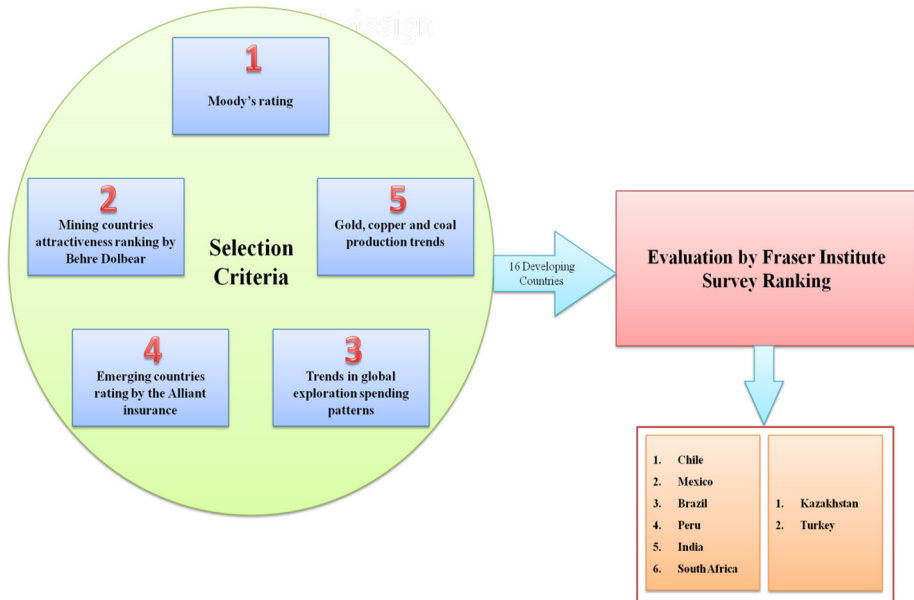 design
1
Moody's rating
2
Mining countries
attractiveness ranking by
Behre Dolbear
5
Gold, copper and coal
production trends
Selection
Criteria
4
Emerging countries
rating by the Alliant
insurance
3
Trends in global
exploration spending
patterns
16 Developing
Countries
Evaluation by Fraser Institute
Survey Ranking
1. Chile
2. Mexico
3. Brazil
4. Peru
5. India
6. South Africa
1. Kazakhstan
2. Turkey